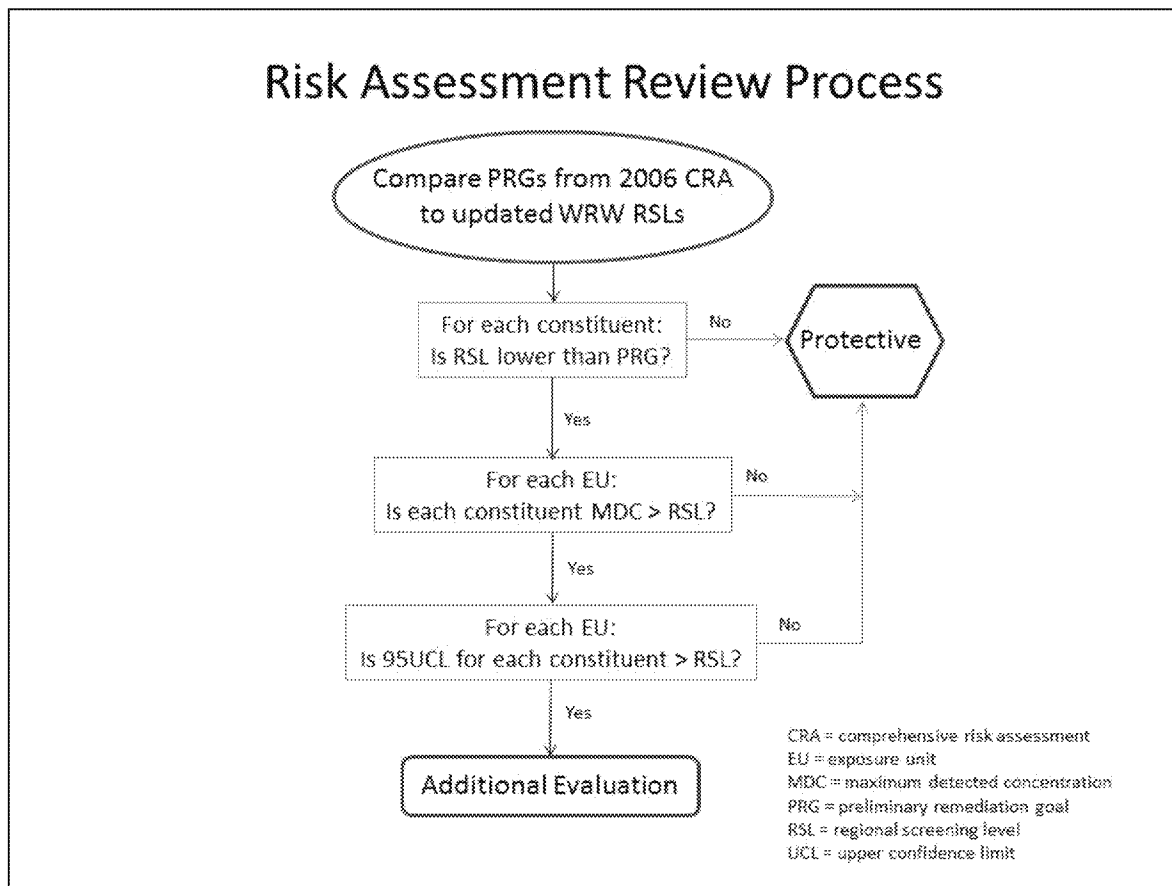 Risk Assessment Review Process
Compare PRGs from 2006 CRA
to updated WRW RSLs
For each constituent:
Is RSL lower than PRG?
No
Protective
Yes
For each EU:
Is each constituent MDC > RSL?
No
Yes
For each EU:
Is 95UCL for each constituent > RSL?
No
Yes
Additional Evaluation
CRA = comprehensive risk assessment
EU = exposure unit
MDC = maximum detected concentration
PRG = preliminary remediation goal
RSL = regional screening level
UCL = upper confidence limit